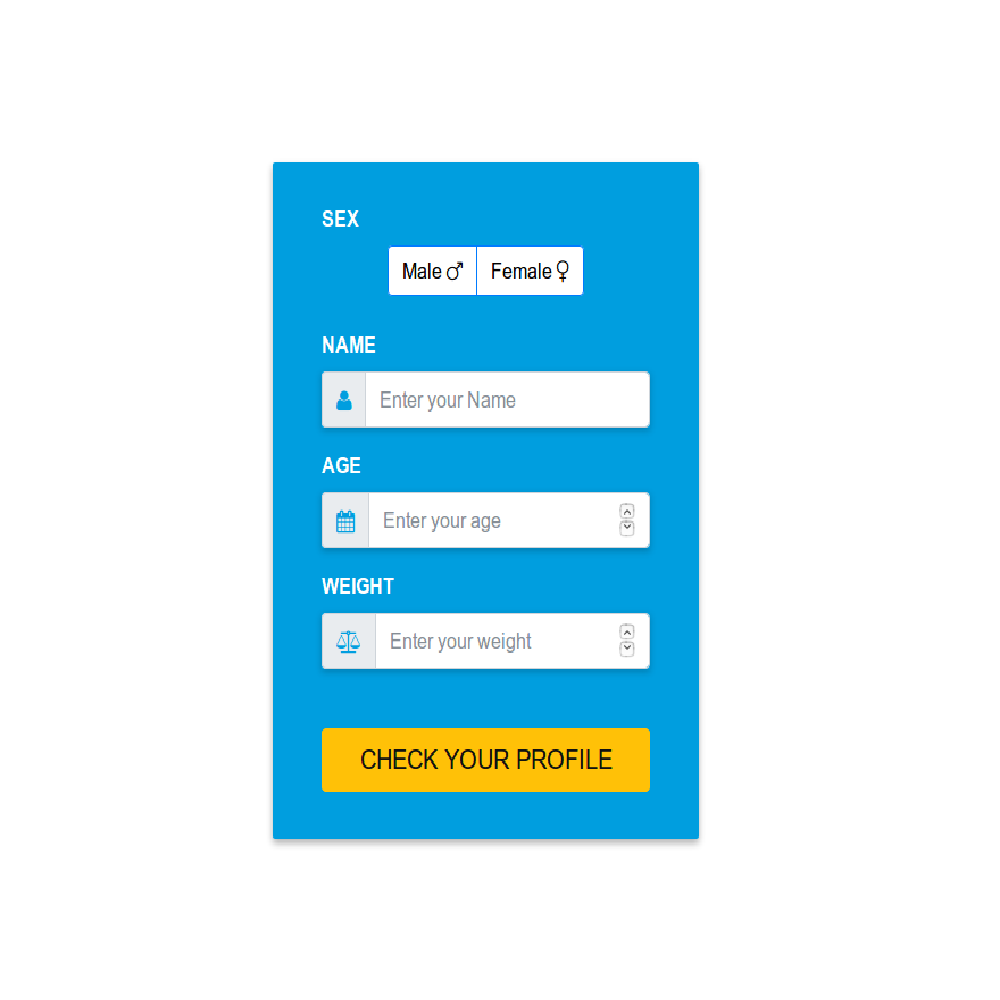 SEX
Male ♂ Female ♀
NAME
Enter your Name
AGE
Enter your age
WEIGHT
Enter your weight
CHECK YOUR PROFILE